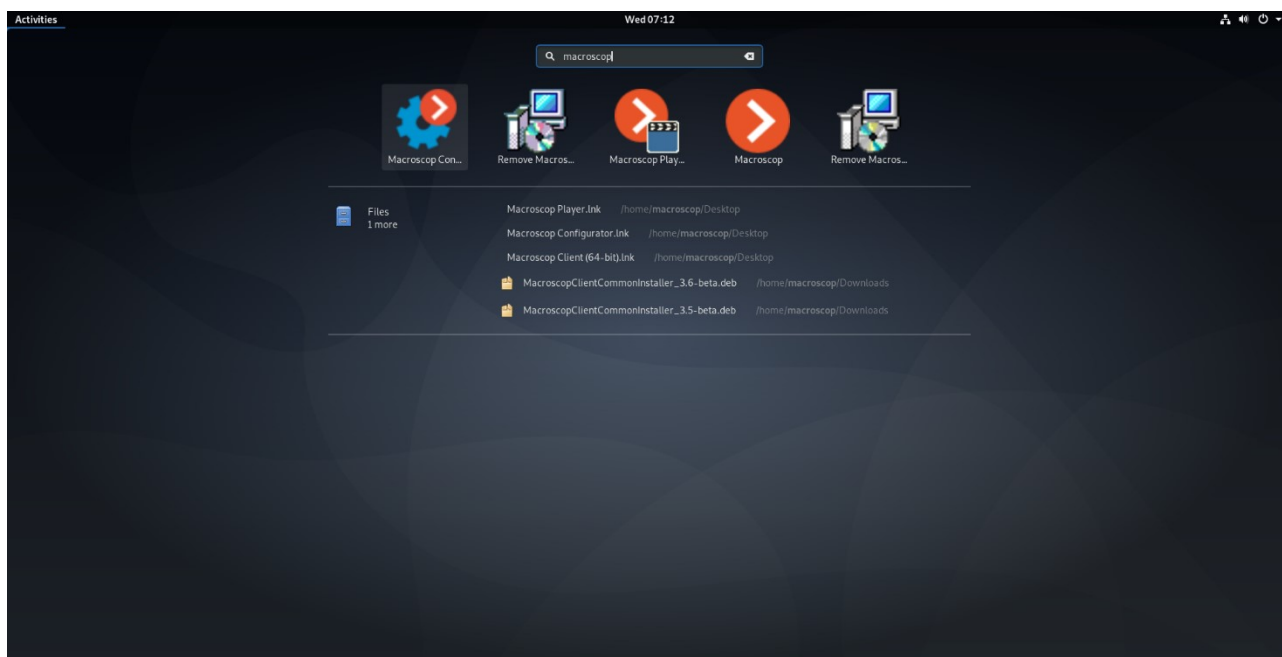 Activities
Wed 07:12
macroscop
Macroscop Con...
Remove Macros...
Macroscop Play...
Macroscop
Remove Macros...
Files
1 more
Macroscop Player.lnk /home/macroscop/Desktop
Macroscop Configurator.lnk /home/macroscop/Desktop
Macroscop Client (64-bit).lnk /home/macroscop/Desktop
MacroscopClientCommonInstaller_3.6-beta.deb /home/macroscop/Downloads
MacroscopClientCommonInstaller_3.5-beta.deb /home/macroscop/Downloads